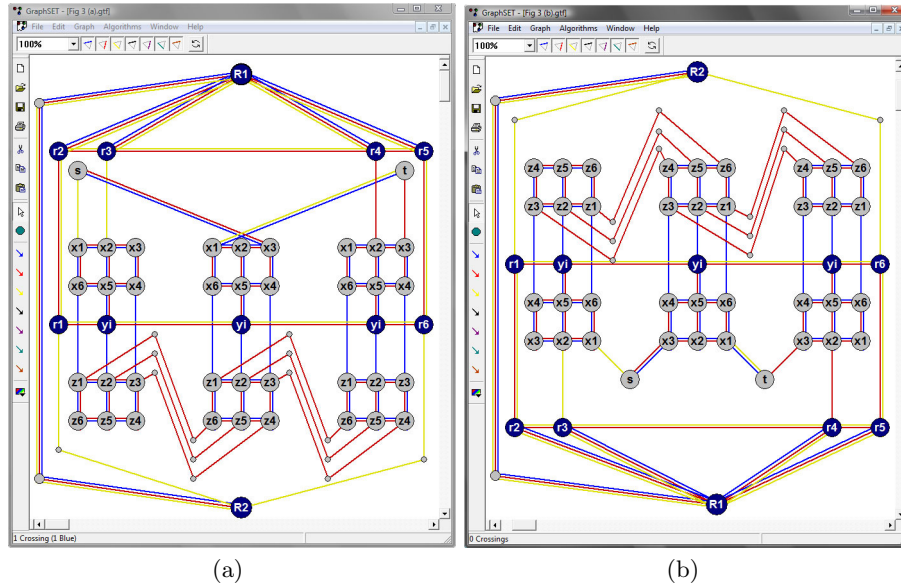 GraphSET - [Fig 3 (a).gtf]
File Edit Graph Algorithms Window Help
100%
R1
r2 r3 r4 r5
s t
x1 x2 x3 x1 x2 x3 x1 x2 x3
x6 x5 x4 x6 x5 x4 x6 x5 x4
r1 yi yi yi r6
z1 z2 z3 z1 z2 z3 z1 z2 z3
z6 z5 z4 z6 z5 z4 z6 z5 z4
R2
1 Crossing (1 Blue)
(a)
GraphSET - [Fig 3 (b).gtf]
File Edit Graph Algorithms Window Help
100%
R2
z4 z5 z6 z4 z5 z6 z4 z5 z6
z3 z2 z1 z3 z2 z1 z3 z2 z1
r1 yi yi yi r6
x4 x5 x6 x4 x5 x6 x4 x5 x6
x3 x2 x1 x3 x2 x1 x3 x2 x1
s t
r2 r3 r4 r5
R1
0 Crossings
(b)